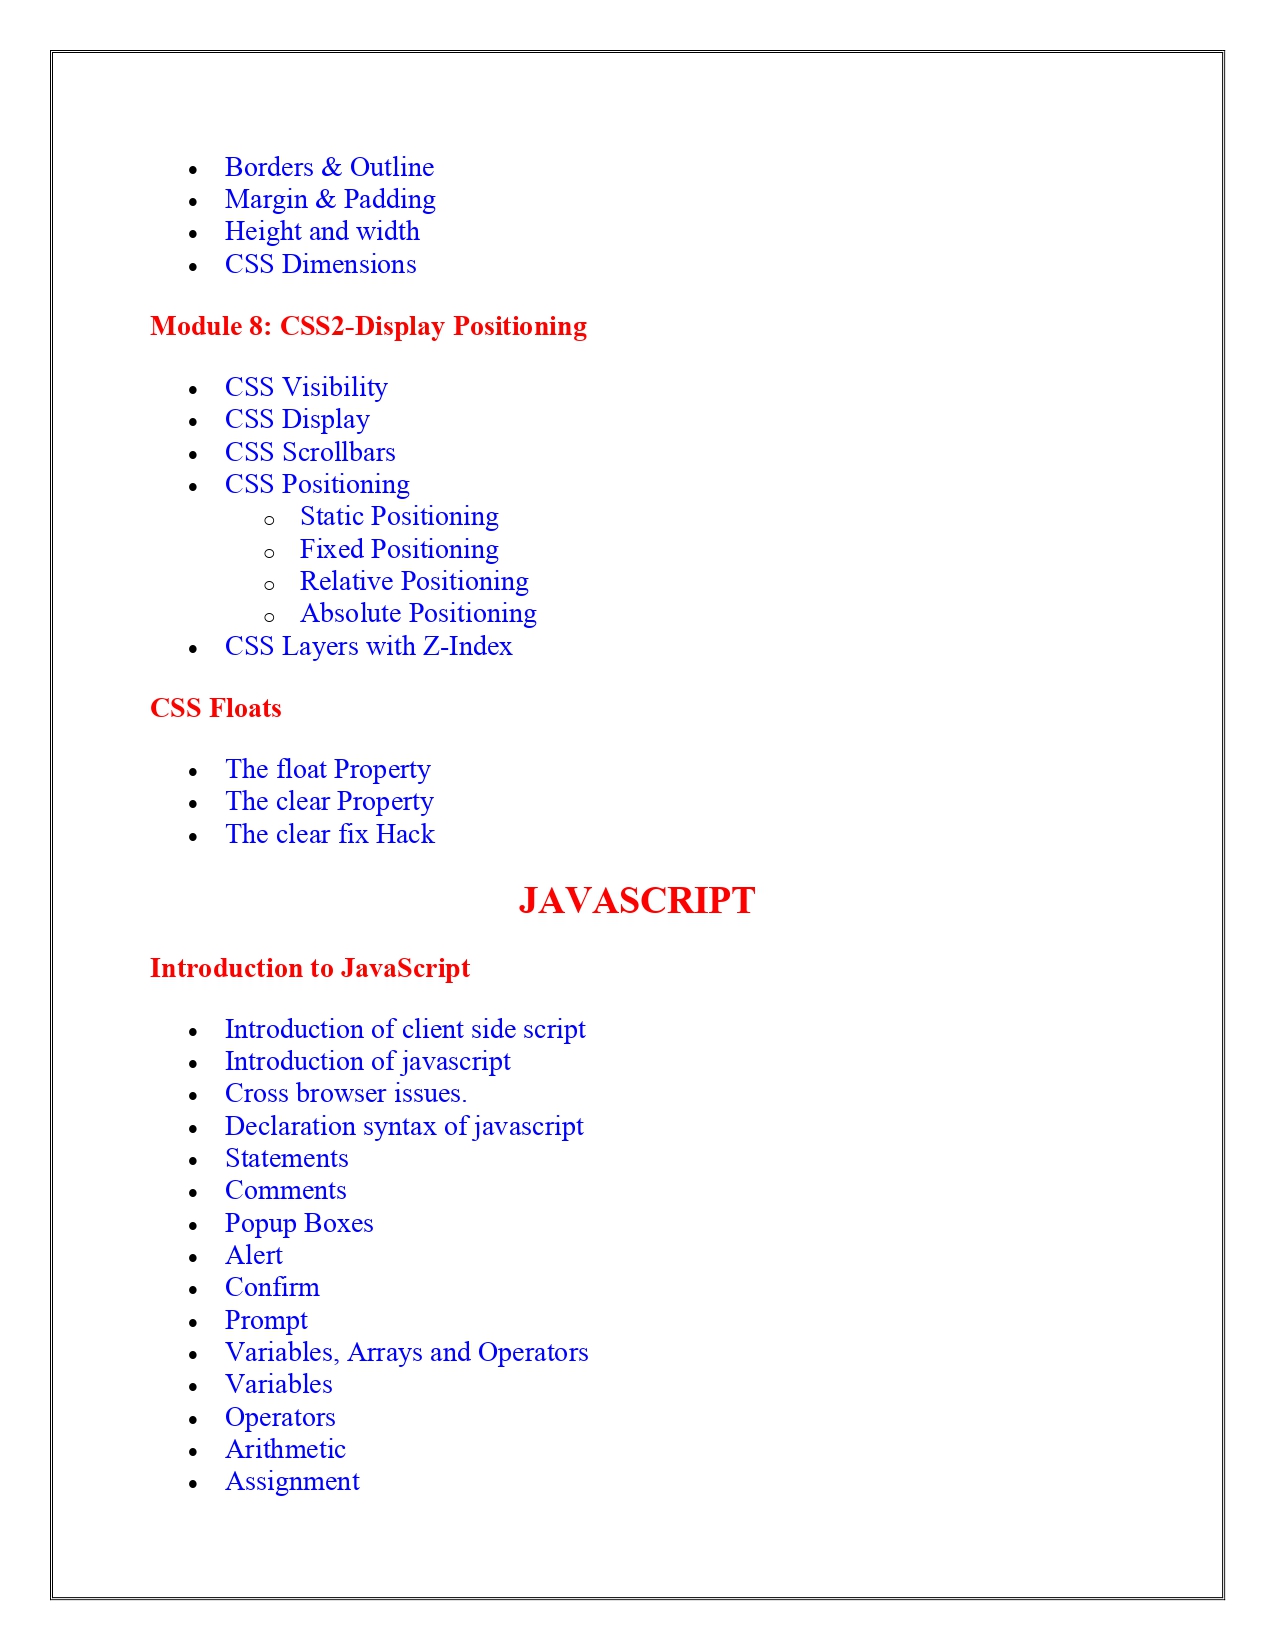 • Borders & Outline
• Margin & Padding
• Height and width
• CSS Dimensions
Module 8: CSS2-Display Positioning
• CSS Visibility
• CSS Display
• CSS Scrollbars
• CSS Positioning
o Static Positioning
o Fixed Positioning
o Relative Positioning
o Absolute Positioning
• CSS Layers with Z-Index
CSS Floats
• The float Property
• The clear Property
• The clear fix Hack
JAVASCRIPT
Introduction to JavaScript
• Introduction of client side script
• Introduction of javascript
• Cross browser issues.
• Declaration syntax of javascript
• Statements
• Comments
• Popup Boxes
• Alert
• Confirm
• Prompt
• Variables, Arrays and Operators
• Variables
• Operators
• Arithmetic
• Assignment